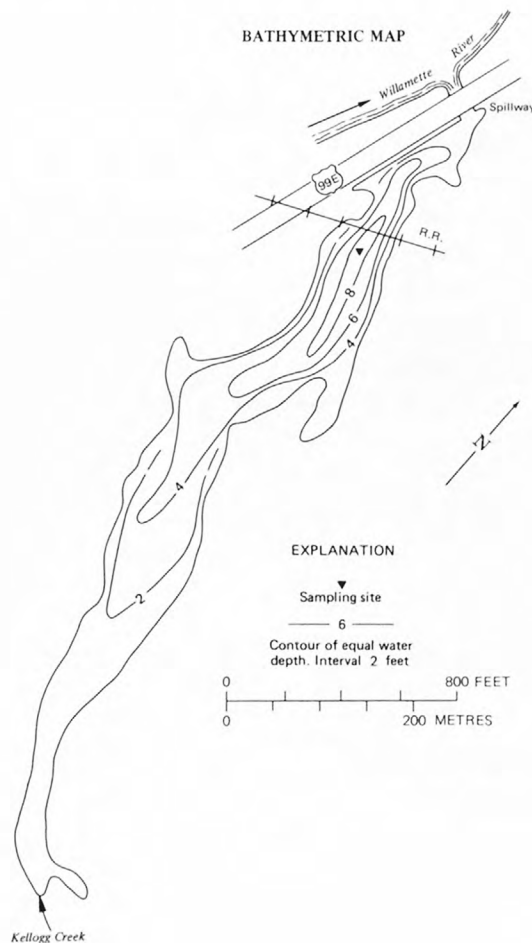 BATHYMETRIC MAP
Willamette River
Spillway
99E
R.R.
8
6
4
N
4
2
EXPLANATION
Sampling site
6
Contour of equal water
depth. Interval 2 feet
0 800 FEET
0 200 METRES
Kellogg Creek